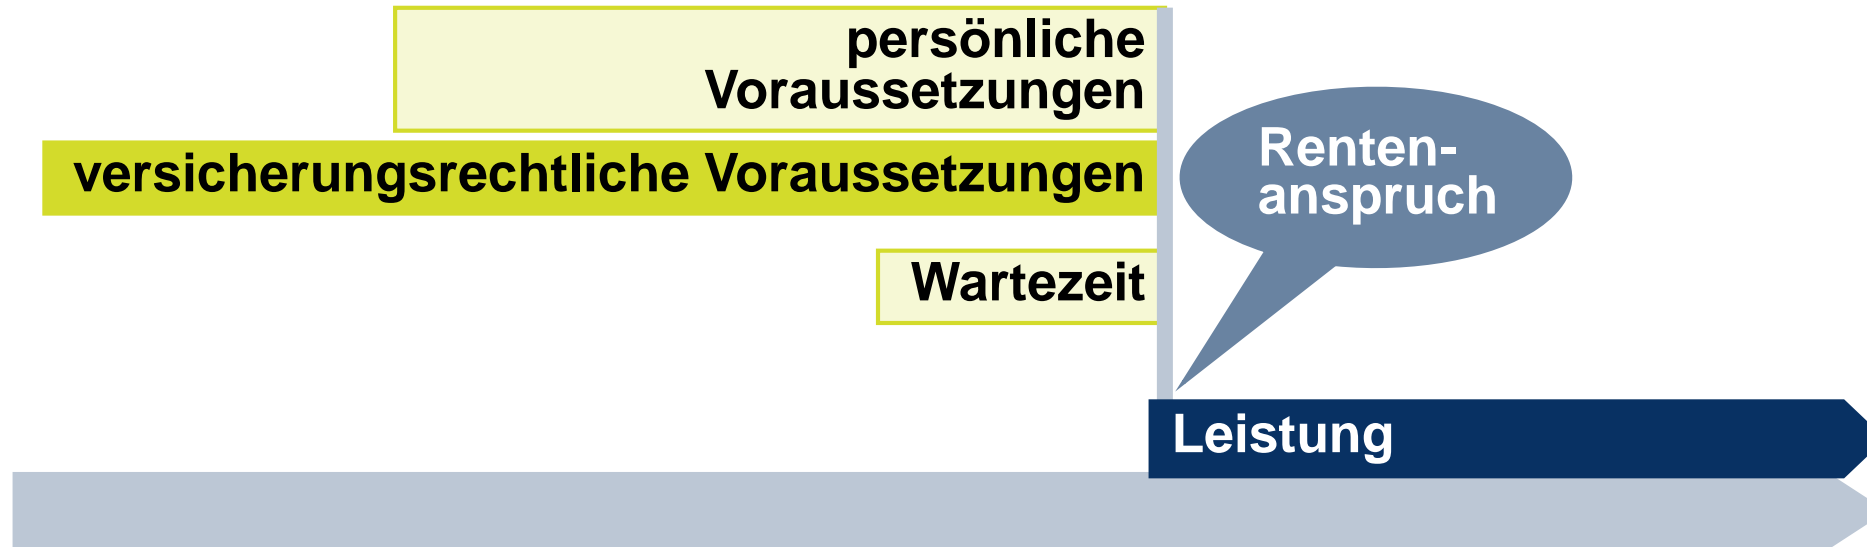 persönliche
Voraussetzungen
versicherungsrechtliche Voraussetzungen
Renten-
anspruch
Wartezeit
Leistung